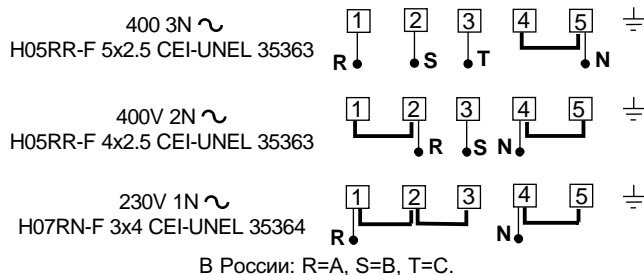 400 3N ∿ 1 2 3 4 5
H05RR-F 5x2.5 CEI-UNEL 35363 R S T N
400V 2N ∿ 1 2 3 4 5
H05RR-F 4x2.5 CEI-UNEL 35363 R S N
230V 1N ∿ 1 2 3 4 5
H07RN-F 3x4 CEI-UNEL 35364 R N
В России: R=A, S=B, T=C.